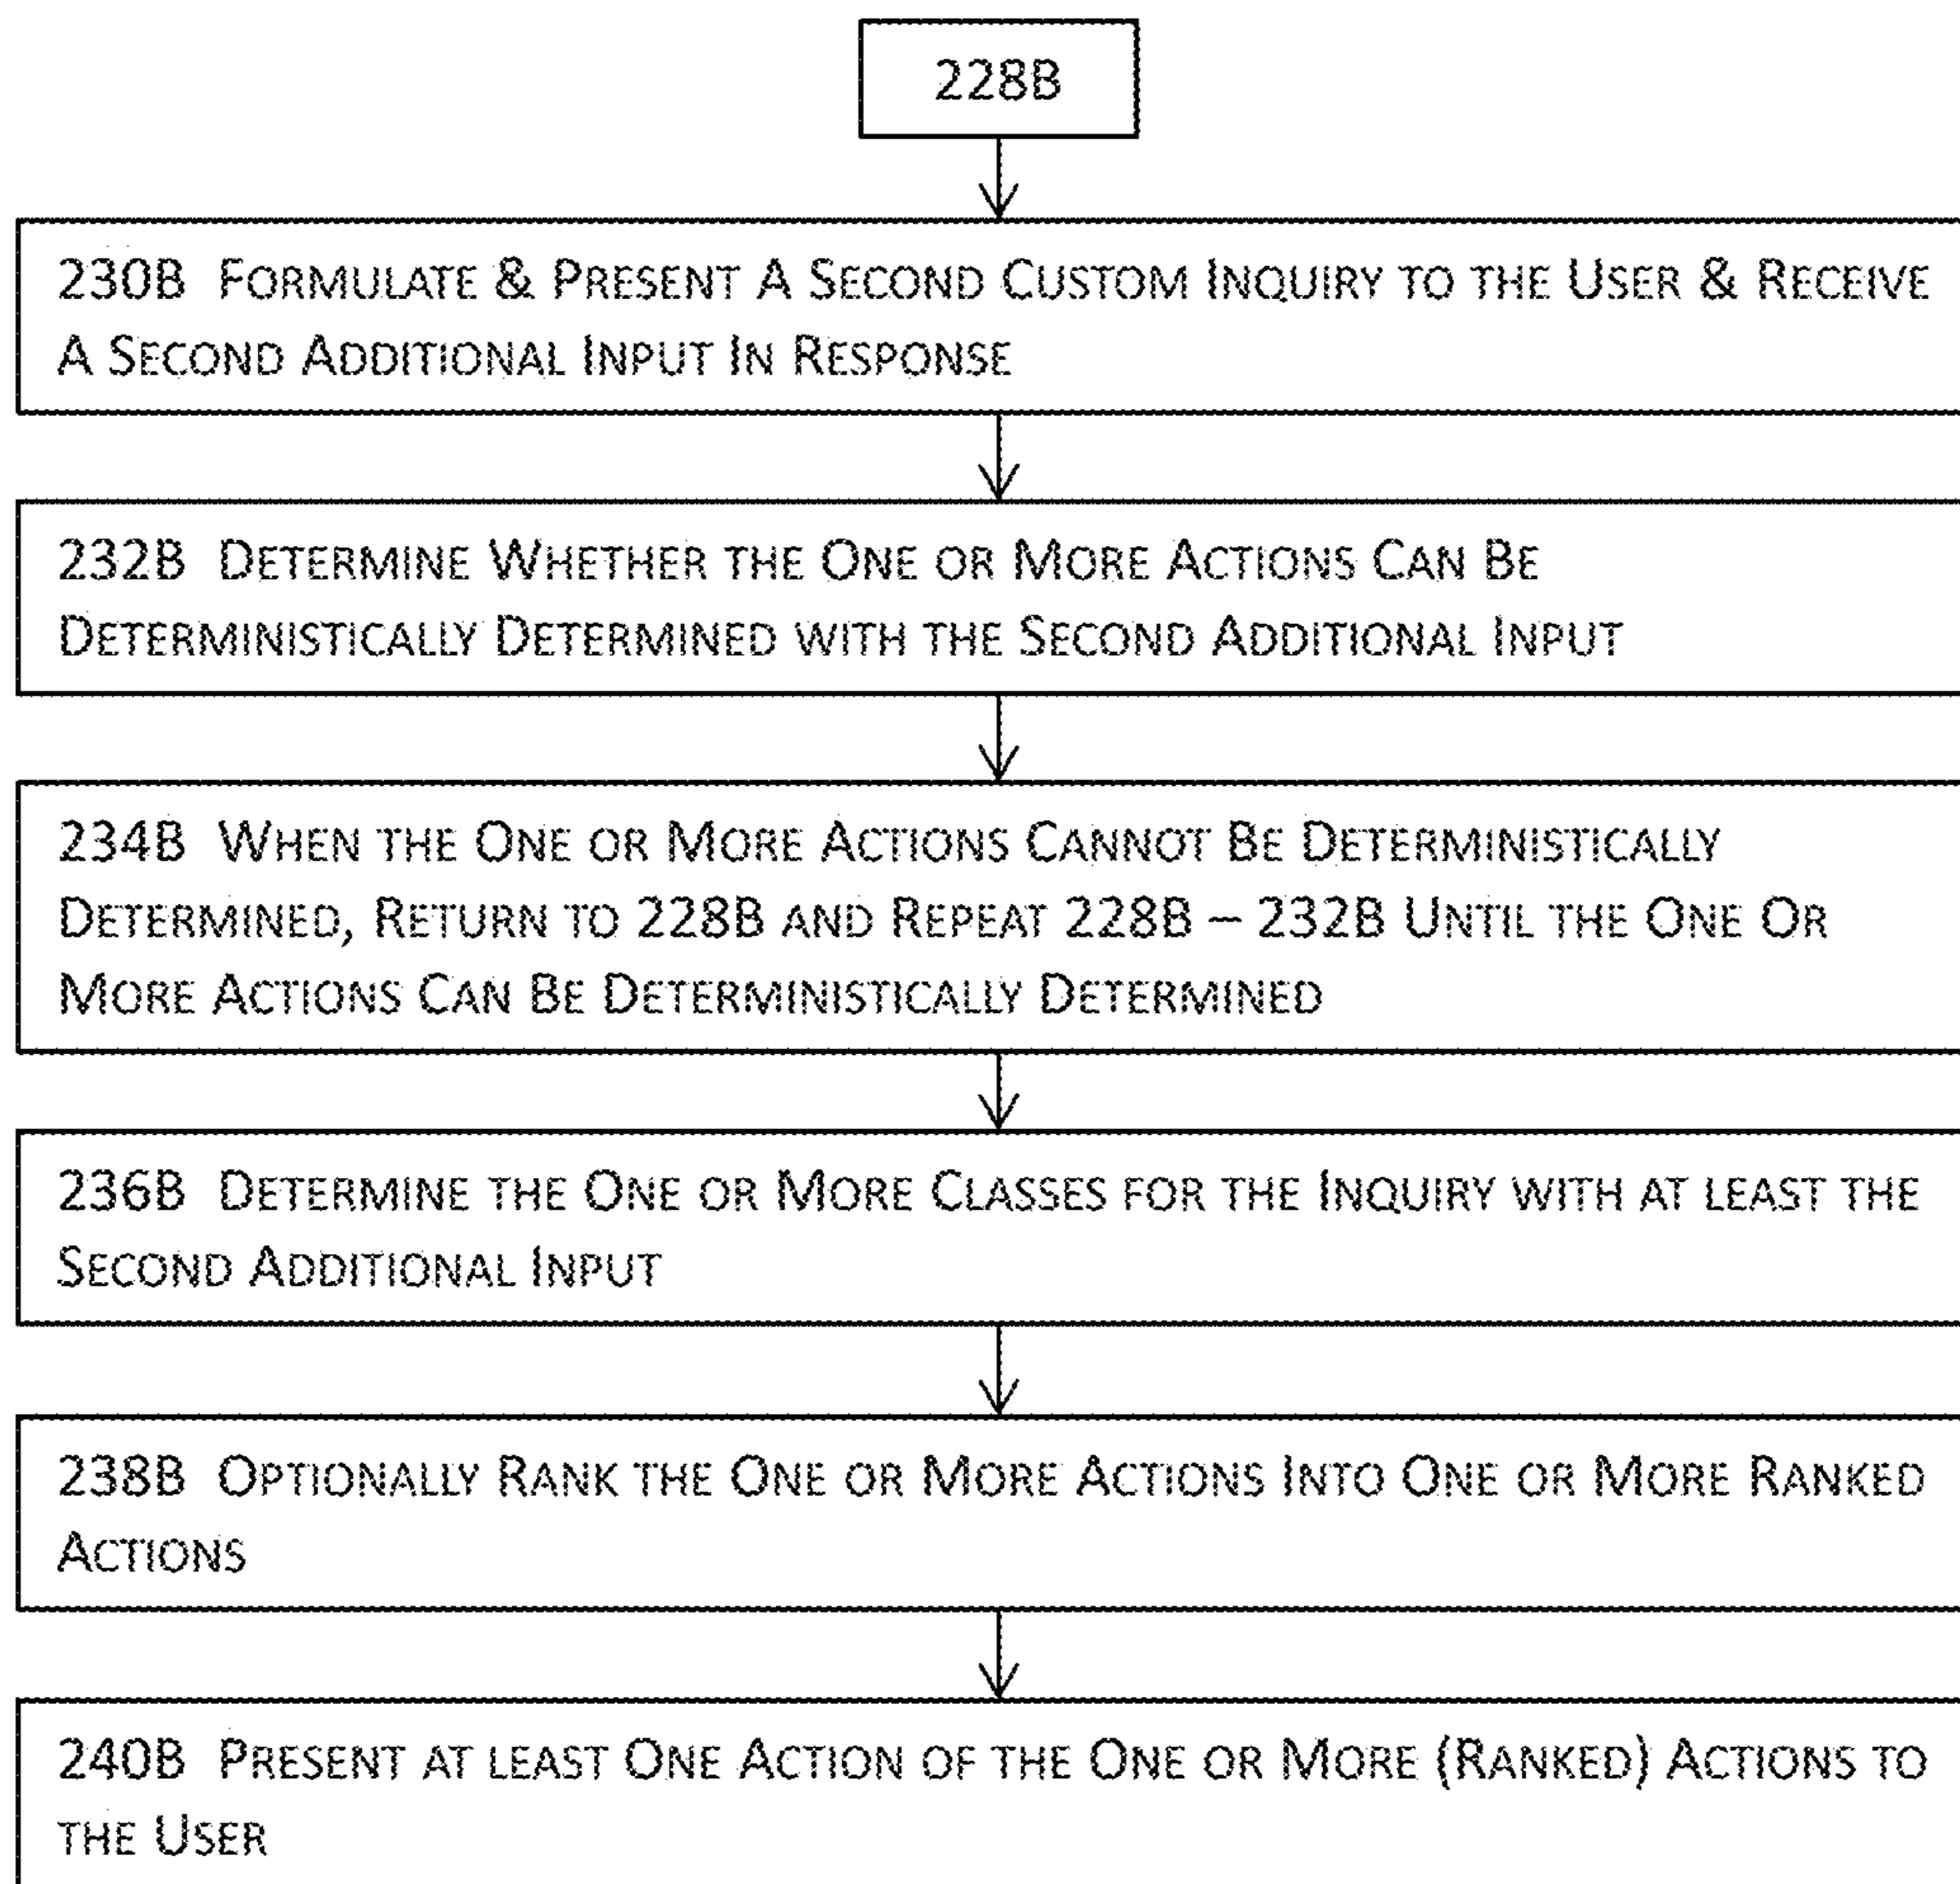 228B
230B Formulate & Present A Second Custom Inquiry to the User & Receive
A Second Additional Input In Response
232B Determine Whether the One or More Actions Can Be
Deterministically Determined with the Second Additional Input
234B When the One or More Actions Cannot Be Deterministically
Determined, Return to 228B and Repeat 228B – 232B Until the One Or
More Actions Can Be Deterministically Determined
236B Determine the One or More Classes for the Inquiry with at least the
Second Additional Input
238B Optionally Rank the One or More Actions Into One or More Ranked
Actions
240B Present at least One Action of the One or More (Ranked) Actions to
the User